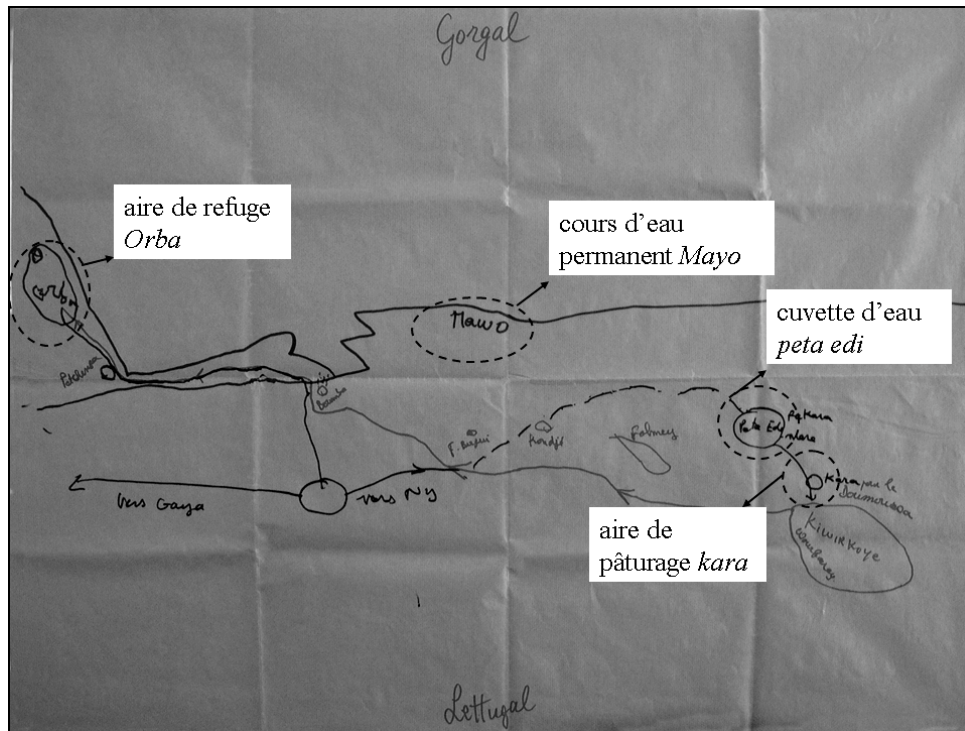 Gorgal
aire de refuge
Orba
cours d'eau
permanent Mayo
cuvette d'eau
peta edi
Orba
Mawo
Peta Edi
Falmey
Kara
vers Gaya
vers Ny
KIWIRKOYE
aire de
pâturage kara
Lettugal